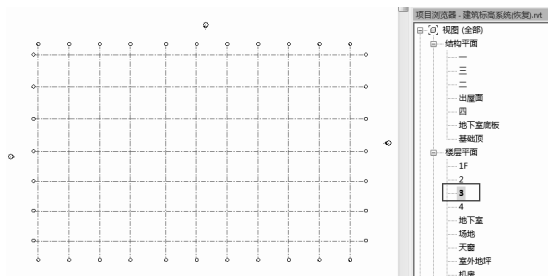 项目浏览器 - 建筑标高系统(恢复).rvt
视图 (全部)
结构平面
一
三
二
出屋面
四
地下室底板
基础顶
楼层平面
1F
2
3
4
地下室
场地
天窗
室外地坪
机房